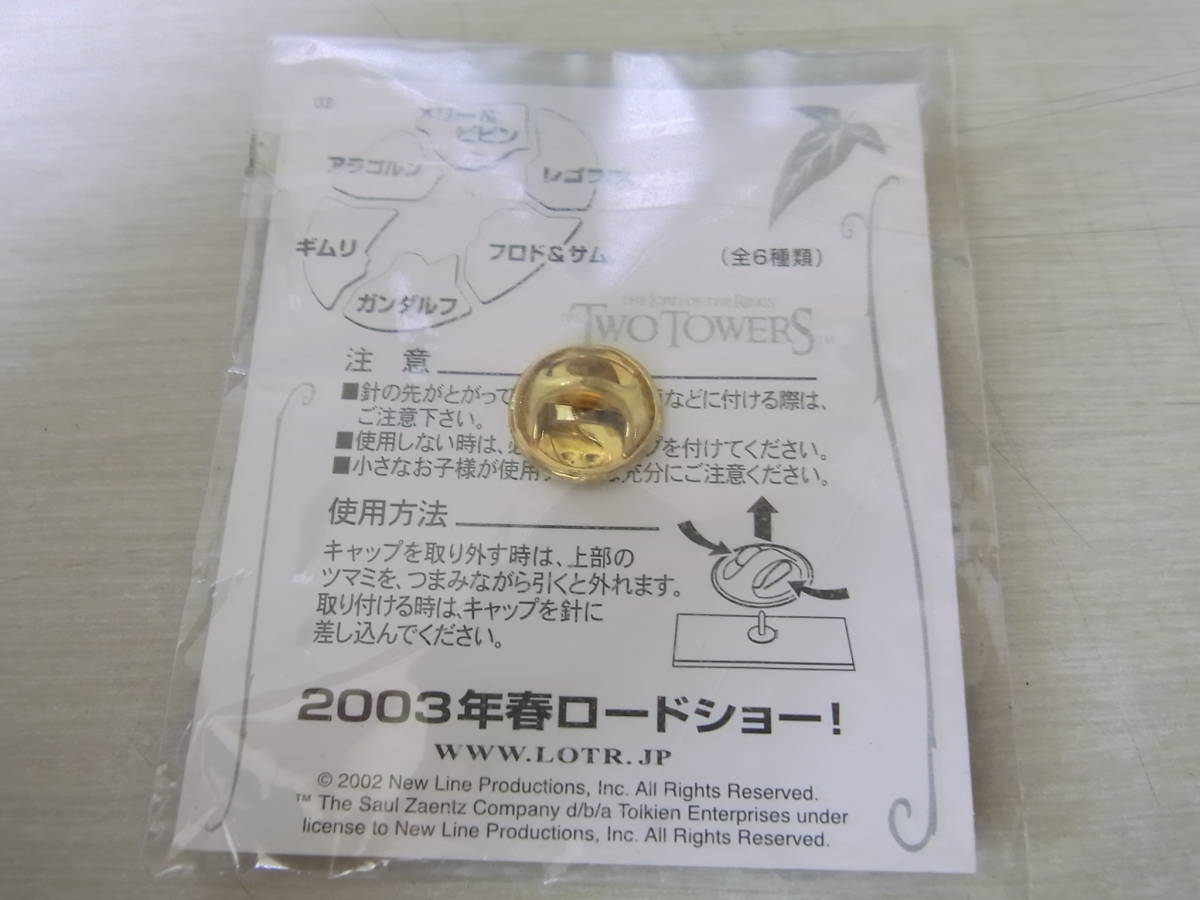 03
メリー&
ピピン
アラゴルン
レゴラス
ギムリ
フロド&サム
(全6種類)
ガンダルフ
THE LORD OF THE RINGS
TWO TOWERS™
注 意
■針の先がとがって などに付ける際は、
ご注意下さい。
■使用しない時は、必 プを付けてください。
■小さなお子様が使用 充分にご注意ください。
使用方法
キャップを取り外す時は、上部の
ツマミを、つまみながら引くと外れます。
取り付ける時は、キャップを針に
差し込んでください。
2003年春ロードショー!
WWW.LOTR.JP
© 2002 New Line Productions, Inc. All Rights Reserved.
™ The Saul Zaentz Company d/b/a Tolkien Enterprises under
license to New Line Productions, Inc. All Rights Reserved.